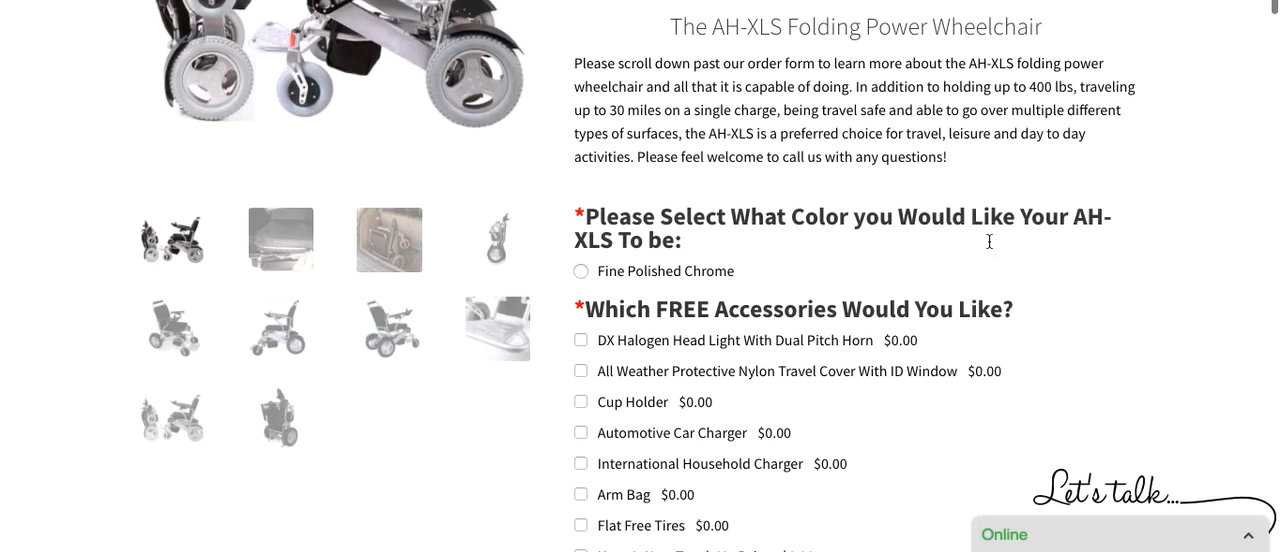 The AH-XLS Folding Power Wheelchair
Please scroll down past our order form to learn more about the AH-XLS folding power
wheelchair and all that it is capable of doing. In addition to holding up to 400 lbs, traveling
up to 30 miles on a single charge, being travel safe and able to go over multiple different
types of surfaces, the AH-XLS is a preferred choice for travel, leisure and day to day
activities. Please feel welcome to call us with any questions!
*Please Select What Color you Would Like Your AH-
XLS To be:
Fine Polished Chrome
*Which FREE Accessories Would You Like?
DX Halogen Head Light With Dual Pitch Horn $0.00
All Weather Protective Nylon Travel Cover With ID Window $0.00
Cup Holder $0.00
Automotive Car Charger $0.00
International Household Charger $0.00
Arm Bag $0.00
Flat Free Tires $0.00
Let's talk...
Online